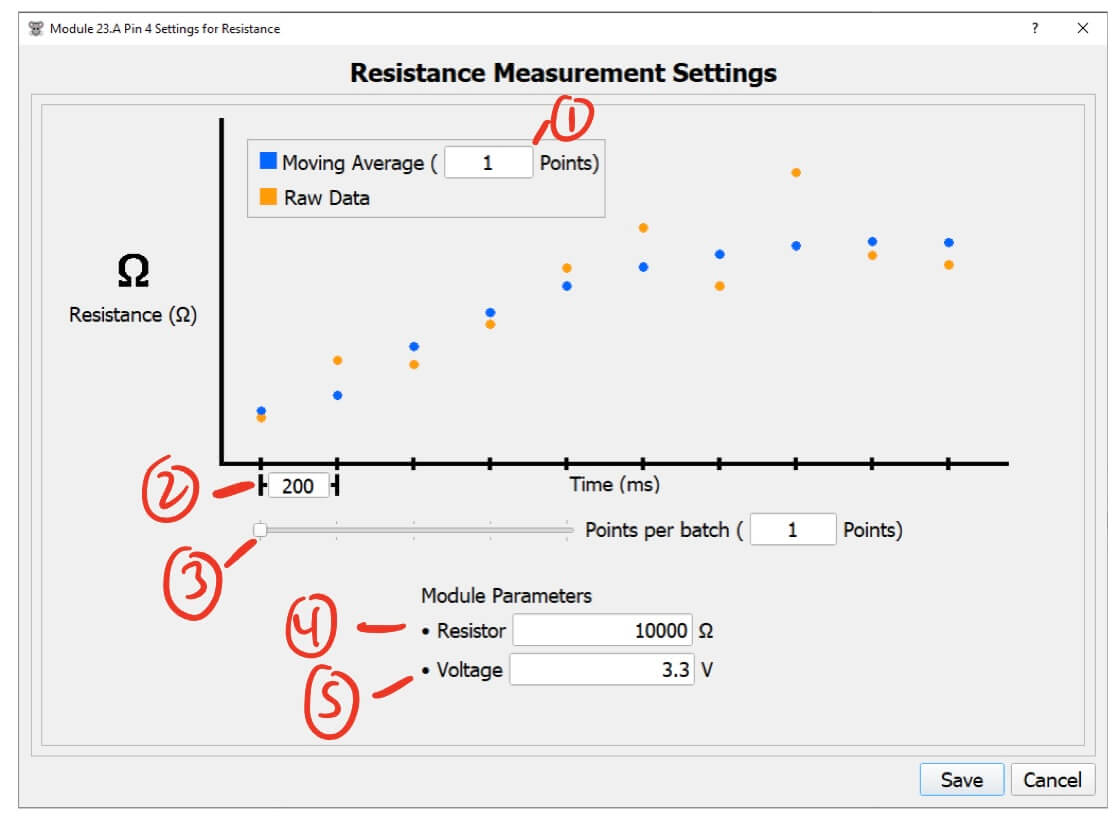 Module 23.A Pin 4 Settings for Resistance ?
Resistance Measurement Settings
1
Moving Average ( 1 Points)
Raw Data
Ω
Resistance (Ω)
2
200
Time (ms)
3
Points per batch ( 1 Points)
Module Parameters
4
• Resistor 10000 Ω
5
• Voltage 3.3 V
Save Cancel